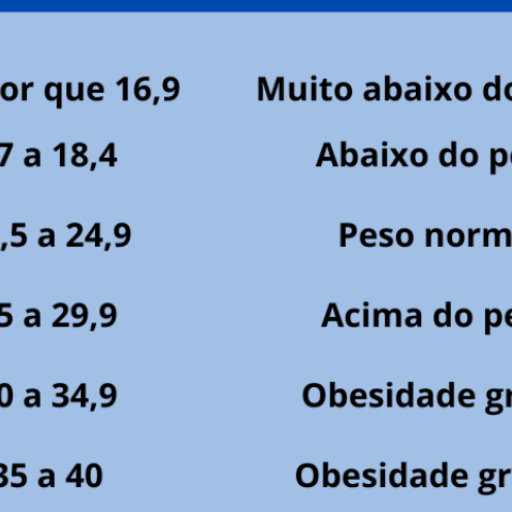 or que 16,9 Muito abaixo do
7 a 18,4 Abaixo do p
,5 a 24,9 Peso norm
5 a 29,9 Acima do pe
0 a 34,9 Obesidade gr
35 a 40 Obesidade gr